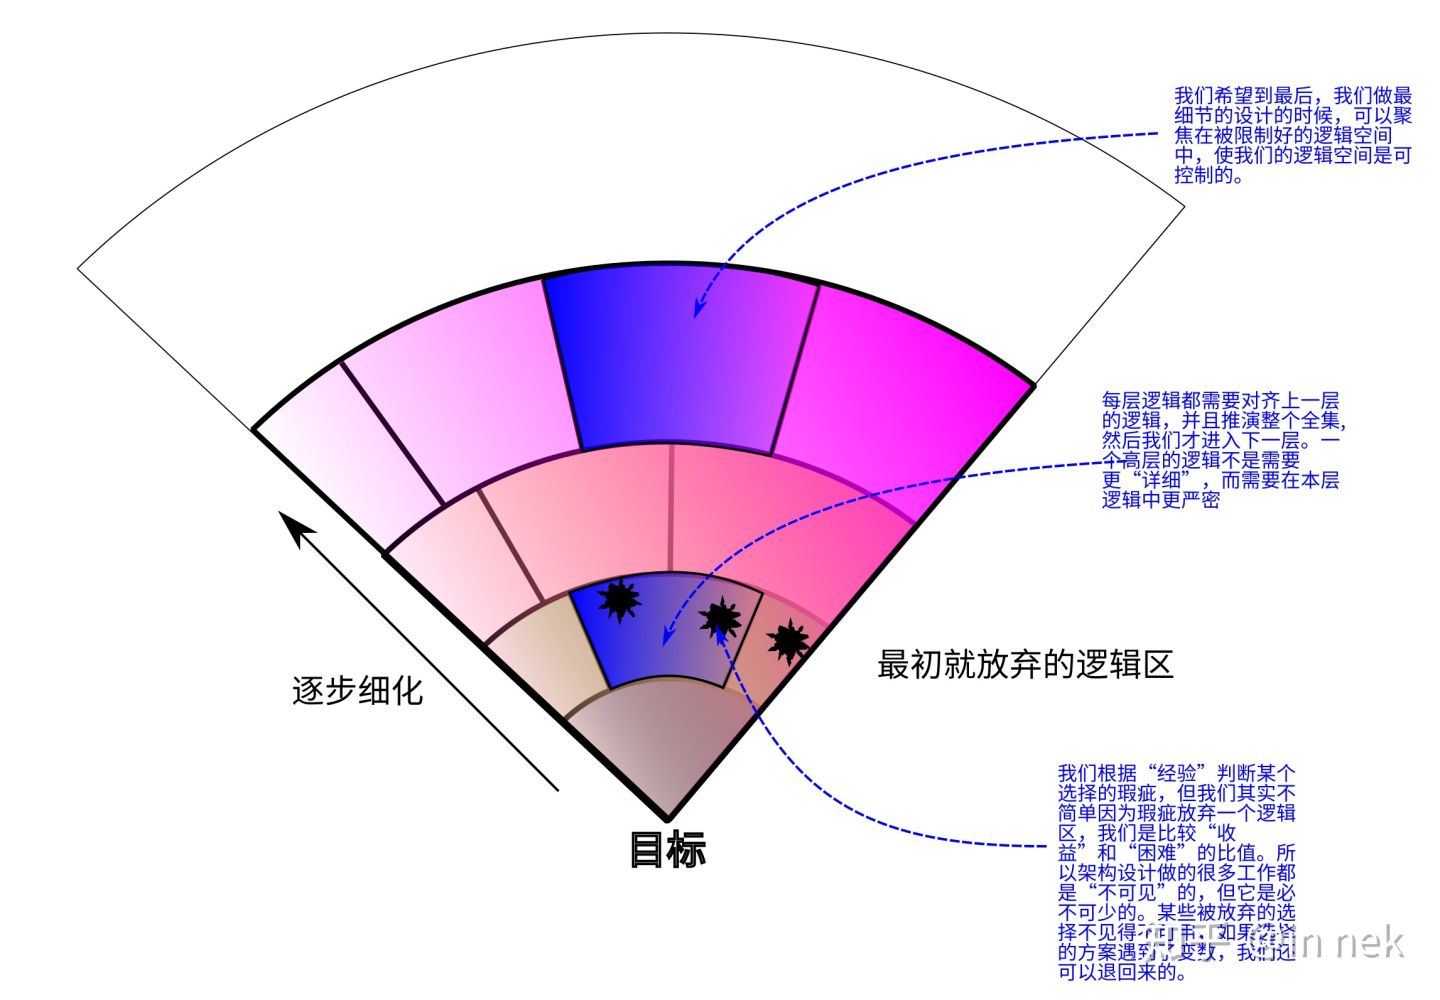 我们希望到最后，我们做最
细节的设计的时候，可以聚
焦在被限制好的逻辑空间
中，使我们的逻辑空间是可
控制的。
每层逻辑都需要对齐上一层
的逻辑，并且推演整个全集，
然后我们才进入下一层。一
个高层的逻辑不是需要
更“详细”，而需要在本层
逻辑中更严密
最初就放弃的逻辑区
逐步细化
目标
我们根据“经验”判断某个
选择的瑕疵，但我们其实不
简单因为瑕疵放弃一个逻辑
区，我们是比较“收
益”和“困难”的比值。所
以架构设计做的很多工作都
是“不可见”的，但它是必
不可少的。某些被放弃的选
择不见得不可用，如果选择
的方案遇到了变数，我们还
可以退回来的。
知乎 @in nek